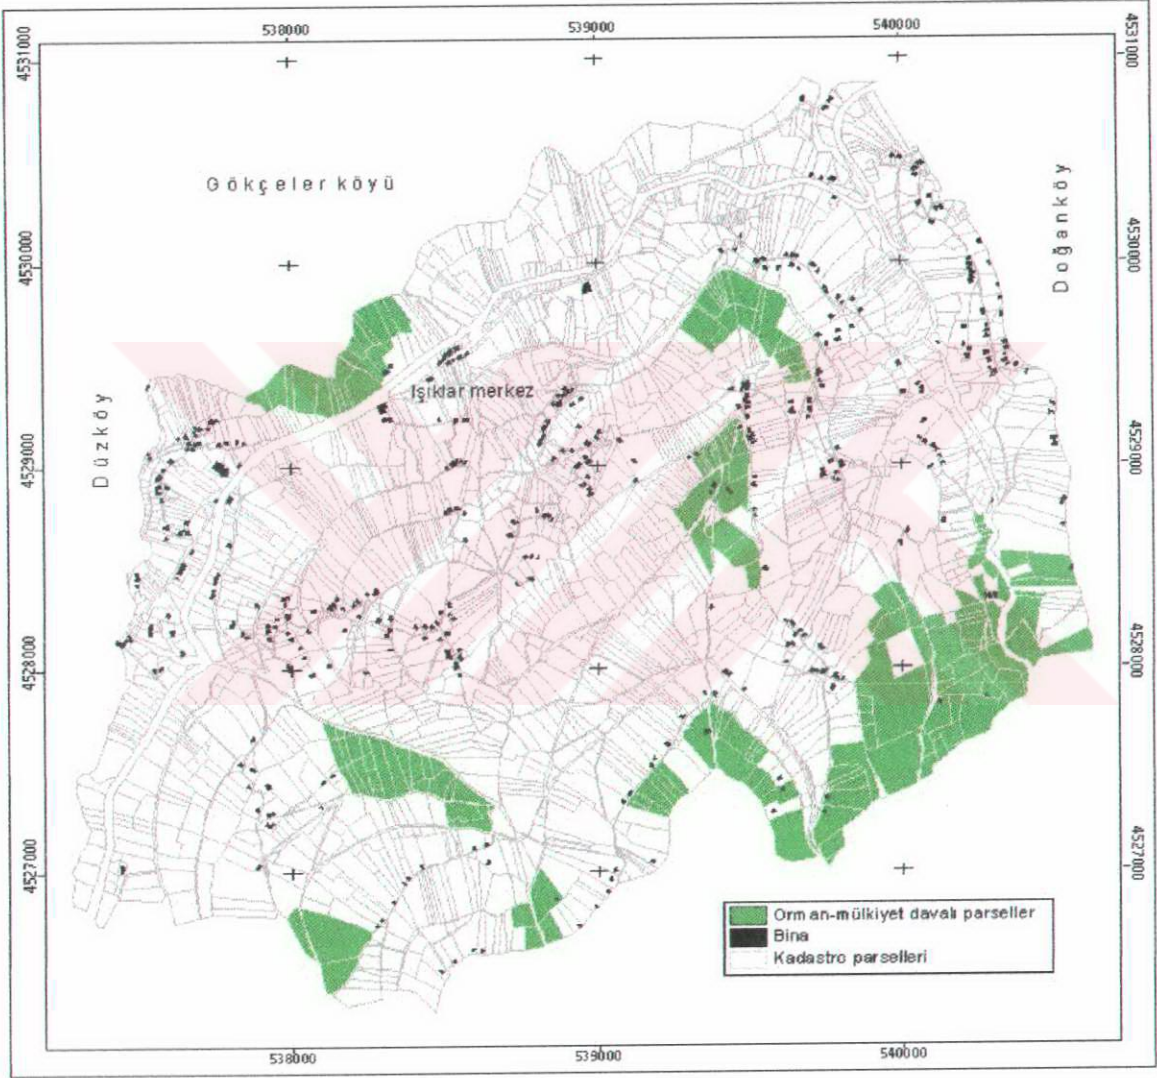 538000
539000
540000
4531000
4531000
Gökçeler köyü
Doğanköy
4530000
4530000
Işıklar merkez
Düzköy
4529000
4529000
4528000
4528000
4527000
4527000
Orman-mülkiyet davalı parseller
Bina
Kadastro parselleri
538000
539000
540000